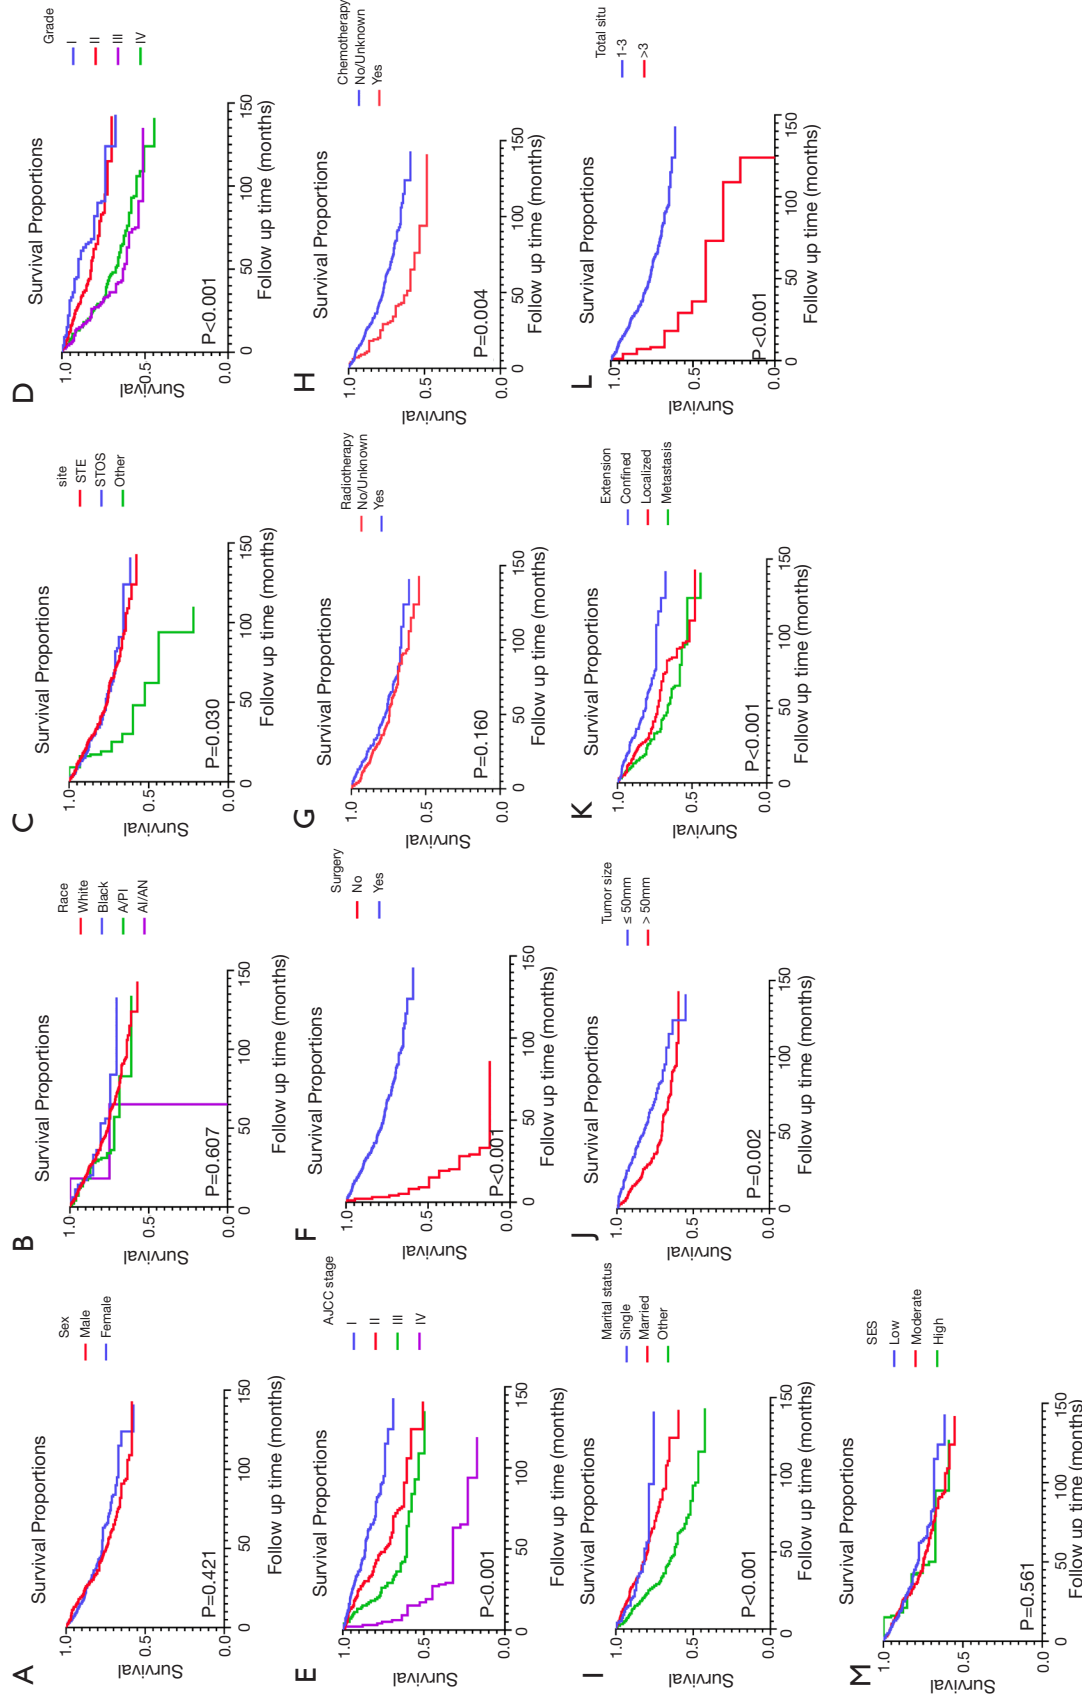 A
Survival Proportions
Survival
1.0
0.5
0.0
0
50
100
150
Follow up time (months)
P=0.421
Sex
Male
Female
B
Survival Proportions
Survival
1.0
0.5
0.0
0
50
100
150
Follow up time (months)
P=0.607
Race
White
Black
A/PI
AI/AN
C
Survival Proportions
Survival
1.0
0.5
0.0
0
50
100
150
Follow up time (months)
P=0.030
site
STE
STOS
Other
D
Survival Proportions
Survival
1.0
0.5
0.0
0
50
100
150
Follow up time (months)
P<0.001
Grade
I
II
III
IV
E
Survival Proportions
Survival
1.0
0.5
0.0
0
50
100
150
Follow up time (months)
P<0.001
AJCC stage
I
II
III
IV
F
Survival Proportions
Survival
1.0
0.5
0.0
0
50
100
150
Follow up time (months)
P<0.001
Surgery
No
Yes
G
Survival Proportions
Survival
1.0
0.5
0.0
0
50
100
150
Follow up time (months)
P=0.160
Radiotherapy
No/Unknown
Yes
H
Survival Proportions
Survival
1.0
0.5
0.0
0
50
100
150
Follow up time (months)
P=0.004
Chemotherapy
No/Unknown
Yes
I
Survival Proportions
Survival
1.0
0.5
0.0
0
50
100
150
Follow up time (months)
P<0.001
Marital status
Single
Married
Other
J
Survival Proportions
Survival
1.0
0.5
0.0
0
50
100
150
Follow up time (months)
P=0.002
Tumor size
≤ 50mm
> 50mm
K
Survival Proportions
Survival
1.0
0.5
0.0
0
50
100
150
Follow up time (months)
P<0.001
Extension
Confined
Localized
Metastasis
L
Survival Proportions
Survival
1.0
0.5
0.0
0
50
100
150
Follow up time (months)
P<0.001
Total situ
1-3
>3
M
Survival Proportions
Survival
1.0
0.5
0.0
0
50
100
150
Follow up time (months)
P=0.561
SES
Low
Moderate
High